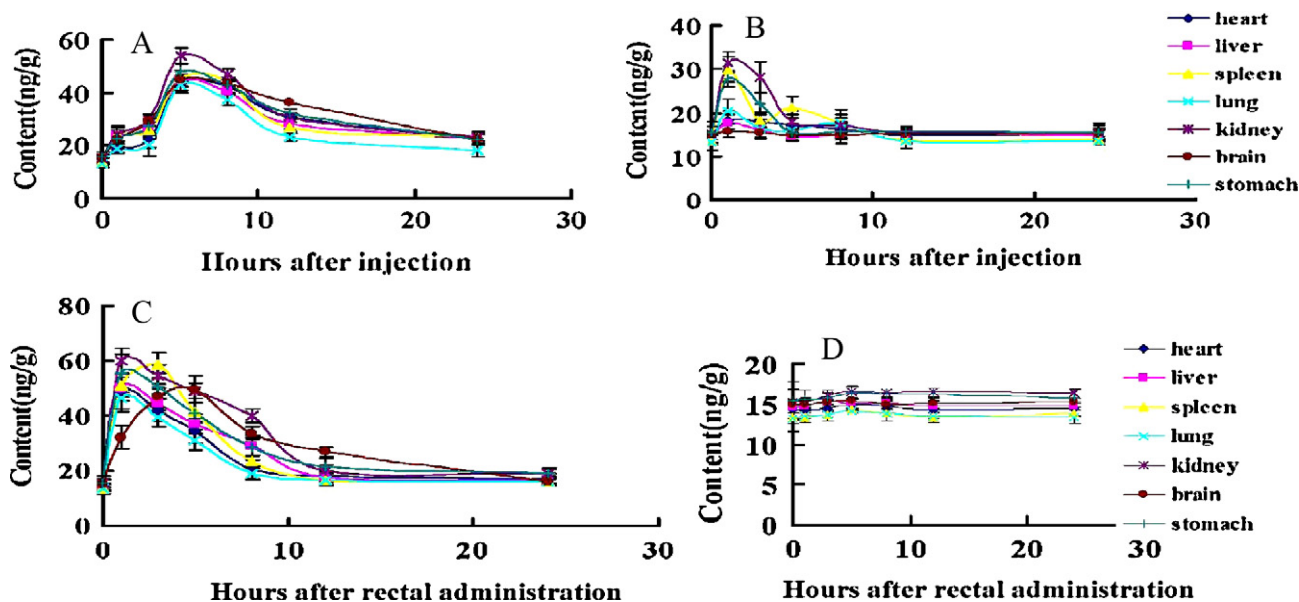 A
Content(ng/g)
60
40
20
0
0 10 20 30
Hours after injection
B
Content(ng/g)
40
30
20
10
0
0 10 20 30
Hours after injection
heart
liver
spleen
lung
kidney
brain
stomach
C
Content(ng/g)
80
60
40
20
0
0 10 20 30
Hours after rectal administration
D
Content(ng/g)
20
15
10
5
0
0 10 20 30
Hours after rectal administration
heart
liver
spleen
lung
kidney
brain
stomach